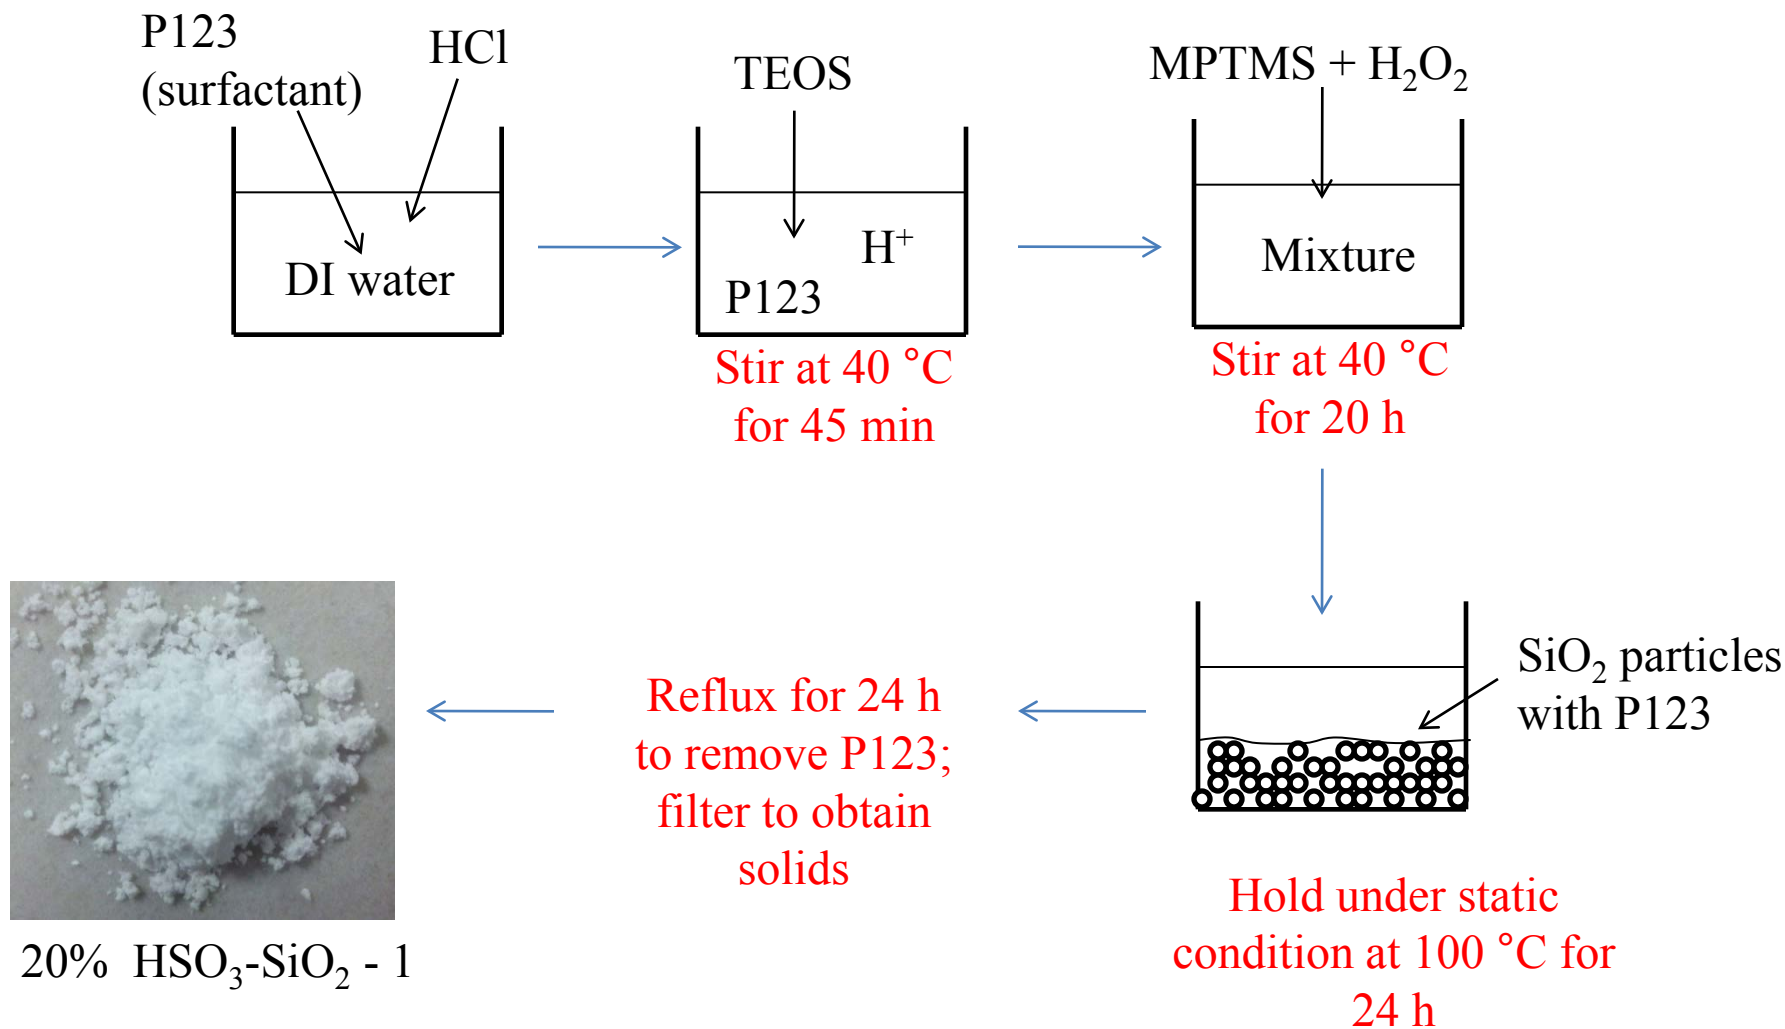 P123
(surfactant)
HCl
DI water
TEOS
H⁺
P123
Stir at 40 °C
for 45 min
MPTMS + H₂O₂
Mixture
Stir at 40 °C
for 20 h
SiO₂ particles
with P123
Hold under static
condition at 100 °C for
24 h
Reflux for 24 h
to remove P123;
filter to obtain
solids
20% HSO₃-SiO₂ - 1